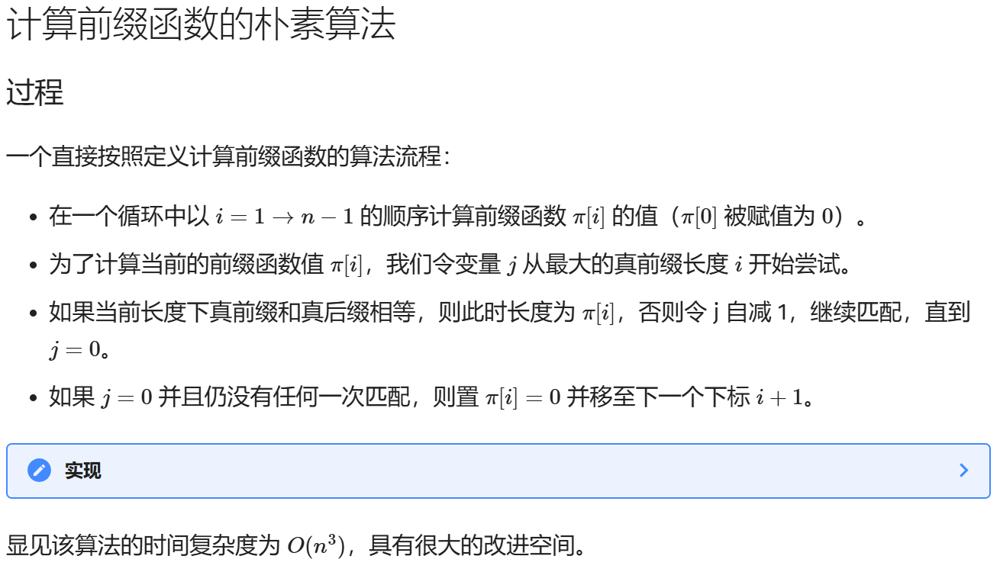 计算前缀函数的朴素算法
过程
一个直接按照定义计算前缀函数的算法流程：
• 在一个循环中以 i = 1 → n − 1 的顺序计算前缀函数 π[i] 的值（π[0] 被赋值为 0）。
• 为了计算当前的前缀函数值 π[i]，我们令变量 j 从最大的真前缀长度 i 开始尝试。
• 如果当前长度下真前缀和真后缀相等，则此时长度为 π[i]，否则令 j 自减 1，继续匹配，直到
j = 0。
• 如果 j = 0 并且仍没有任何一次匹配，则置 π[i] = 0 并移至下一个下标 i + 1。
实现
显见该算法的时间复杂度为 O(n³)，具有很大的改进空间。